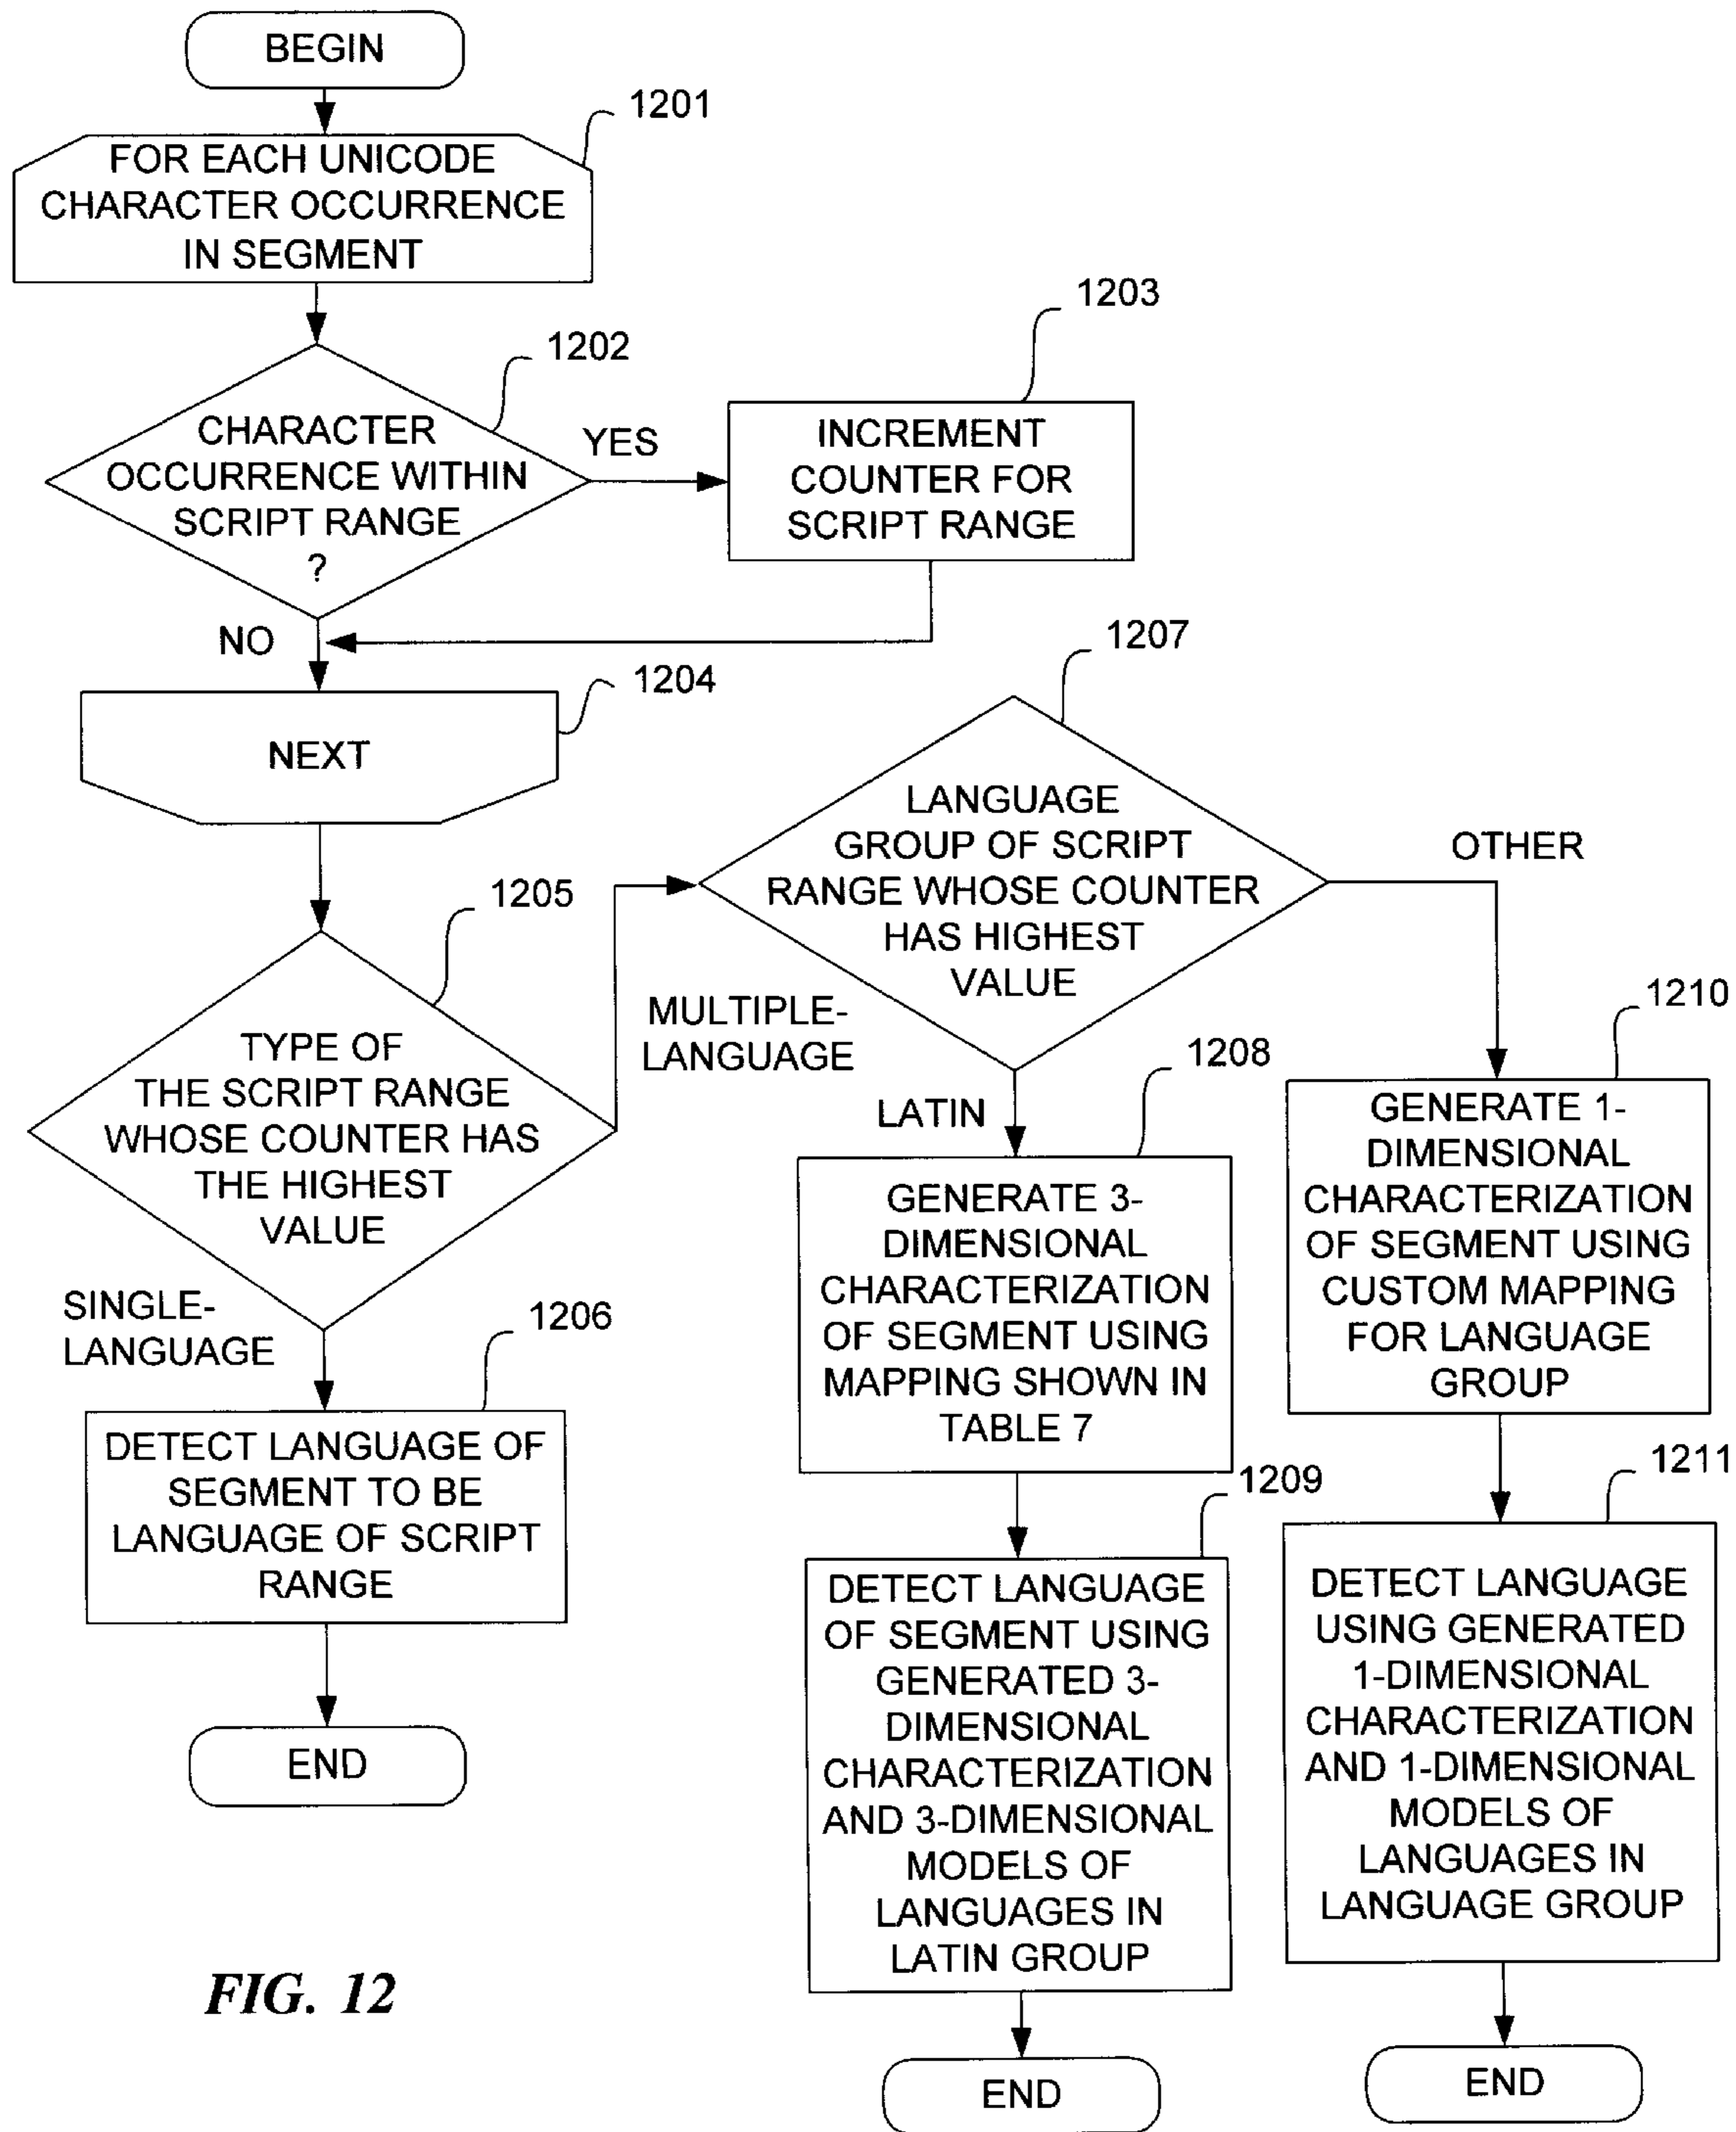 BEGIN
1201
FOR EACH UNICODE
CHARACTER OCCURRENCE
IN SEGMENT
1202
CHARACTER
OCCURRENCE WITHIN
SCRIPT RANGE
?
YES
1203
INCREMENT
COUNTER FOR
SCRIPT RANGE
NO
1204
NEXT
1205
TYPE OF
THE SCRIPT RANGE
WHOSE COUNTER HAS
THE HIGHEST
VALUE
SINGLE-
LANGUAGE
1206
DETECT LANGUAGE OF
SEGMENT TO BE
LANGUAGE OF SCRIPT
RANGE
END
MULTIPLE-
LANGUAGE
1207
LANGUAGE
GROUP OF SCRIPT
RANGE WHOSE COUNTER
HAS HIGHEST
VALUE
LATIN
1208
GENERATE 3-
DIMENSIONAL
CHARACTERIZATION
OF SEGMENT USING
MAPPING SHOWN IN
TABLE 7
1209
DETECT LANGUAGE
OF SEGMENT USING
GENERATED 3-
DIMENSIONAL
CHARACTERIZATION
AND 3-DIMENSIONAL
MODELS OF
LANGUAGES IN
LATIN GROUP
END
OTHER
1210
GENERATE 1-
DIMENSIONAL
CHARACTERIZATION
OF SEGMENT USING
CUSTOM MAPPING
FOR LANGUAGE
GROUP
1211
DETECT LANGUAGE
USING GENERATED
1-DIMENSIONAL
CHARACTERIZATION
AND 1-DIMENSIONAL
MODELS OF
LANGUAGES IN
LANGUAGE GROUP
END
FIG. 12